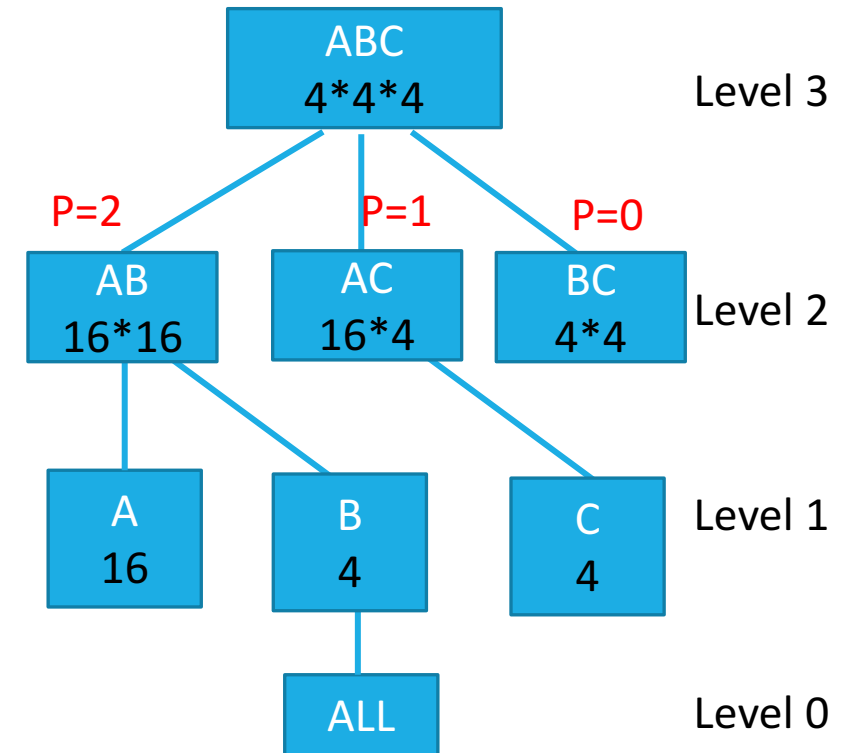 ABC
4*4*4
Level 3
P=2
P=1
P=0
AB
16*16
AC
16*4
BC
4*4
Level 2
A
16
B
4
C
4
Level 1
ALL
Level 0